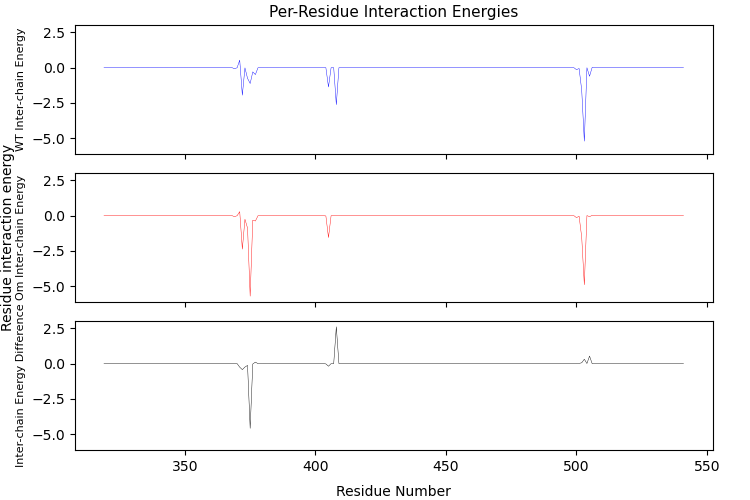 Per-Residue Interaction Energies
Residue interaction energy
WT Inter-chain Energy
2.5
0.0
−2.5
−5.0
Om Inter-chain Energy
2.5
0.0
−2.5
−5.0
Inter-chain Energy Difference
2.5
0.0
−2.5
−5.0
350
400
450
500
550
Residue Number